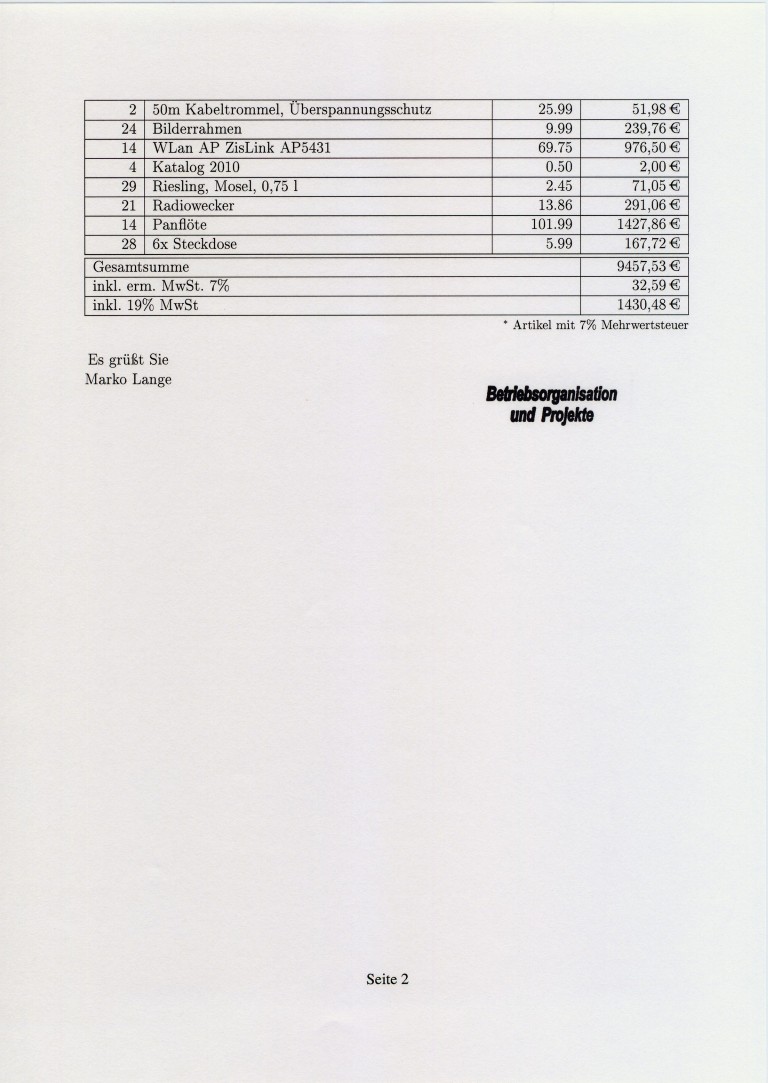 2 50m Kabeltrommel, Überspannungsschutz 25.99 51,98 €
24 Bilderrahmen 9.99 239,76 €
14 WLan AP ZisLink AP5431 69.75 976,50 €
4 Katalog 2010 0.50 2,00 €
29 Riesling, Mosel, 0,75 l 2.45 71,05 €
21 Radiowecker 13.86 291,06 €
14 Panflöte 101.99 1427,86 €
28 6x Steckdose 5.99 167,72 €
Gesamtsumme 9457,53 €
inkl. erm. MwSt. 7% 32,59 €
inkl. 19% MwSt 1430,48 €
* Artikel mit 7% Mehrwertsteuer
Es grüßt Sie
Marko Lange
Betriebsorganisation
und Projekte
Seite 2